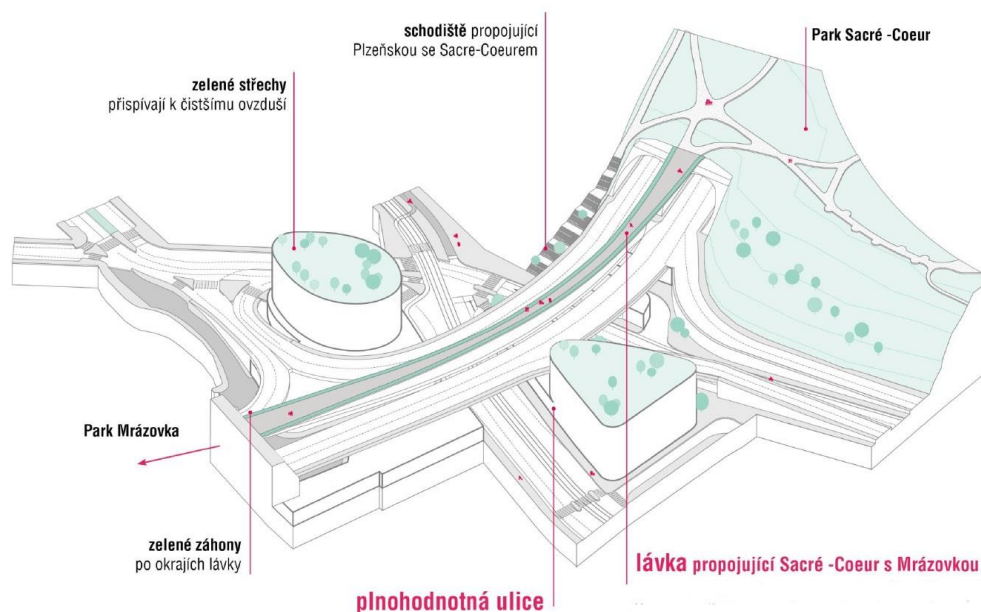 schodiště propojující
Plzeňskou se Sacre-Coeurem
Park Sacré -Coeur
zelené střechy
přispívají k čistšímu ovzduší
Park Mrázovka
zelené záhony
po okrajích lávky
lávka propojující Sacré -Coeur s Mrázovkou
plnohodnotná ulice